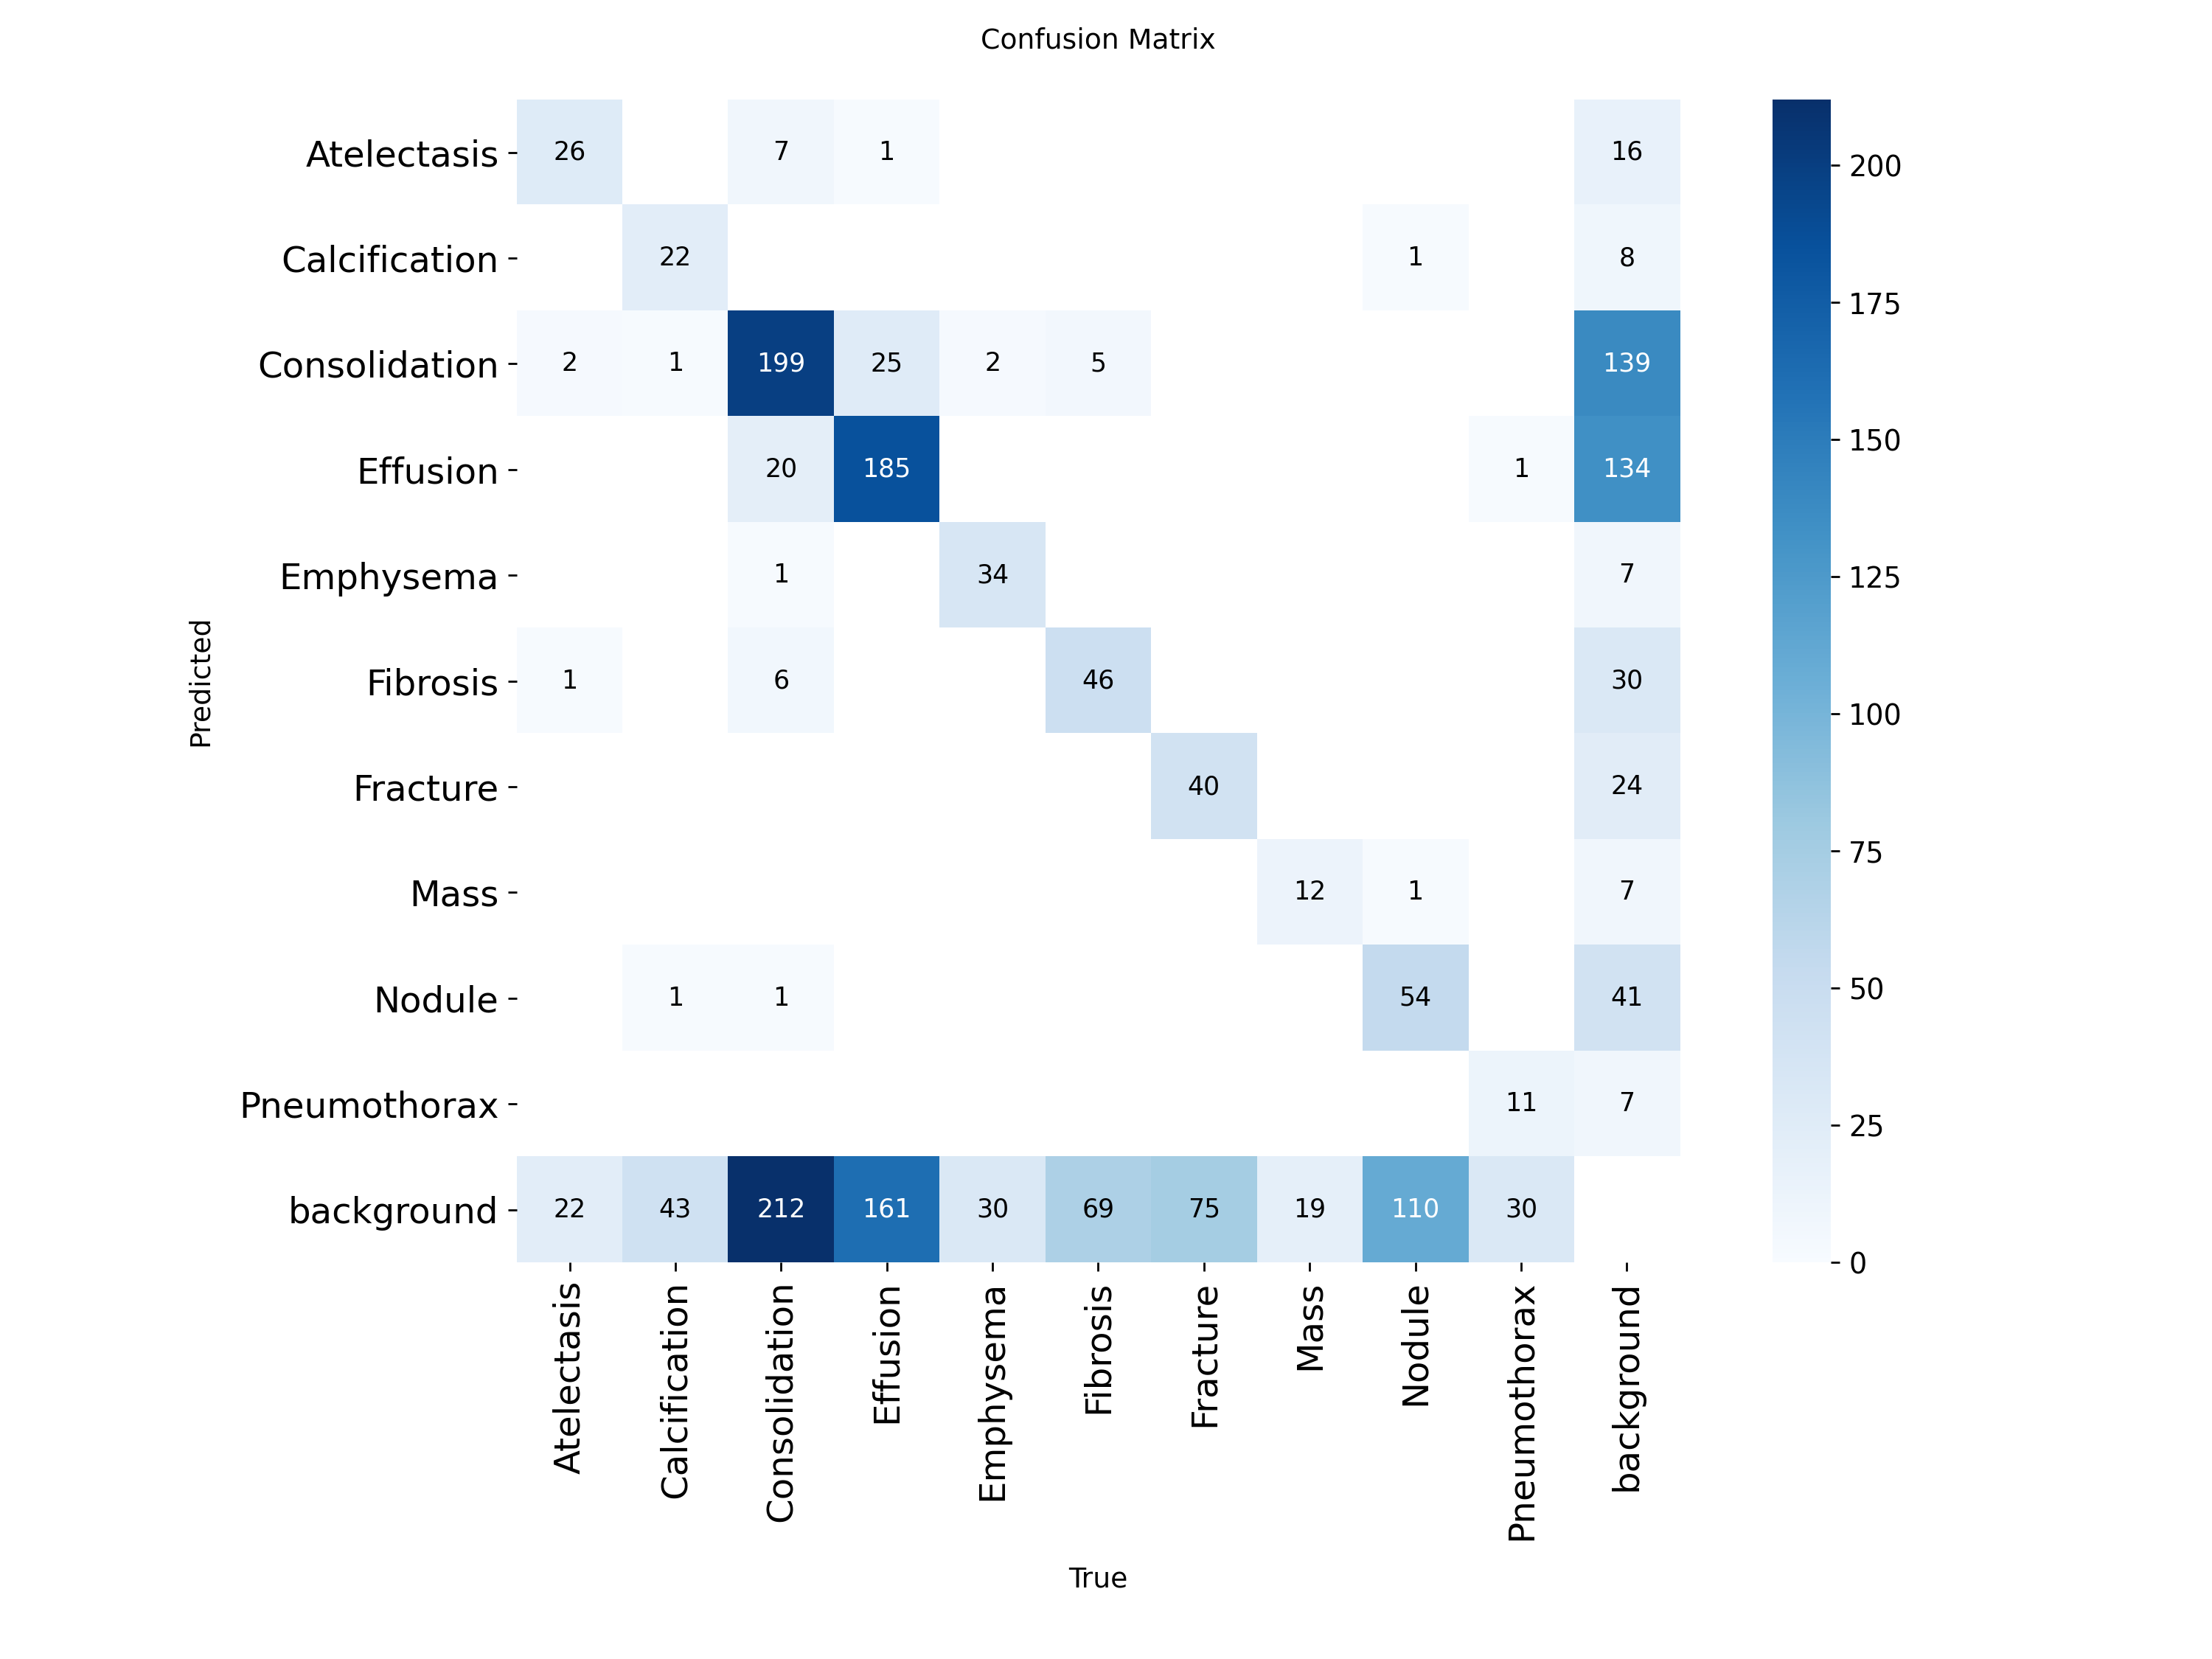 Confusion Matrix
Atelectasis 26 7 1 16
Calcification 22 1 8
Consolidation 2 1 199 25 2 5 139
Effusion 20 185 1 134
Emphysema 1 34 7
Fibrosis 1 6 46 30
Fracture 40 24
Mass 12 1 7
Nodule 1 1 54 41
Pneumothorax 11 7
background 22 43 212 161 30 69 75 19 110 30
Predicted
Atelectasis Calcification Consolidation Effusion Emphysema Fibrosis Fracture Mass Nodule Pneumothorax background
True
200
175
150
125
100
75
50
25
0